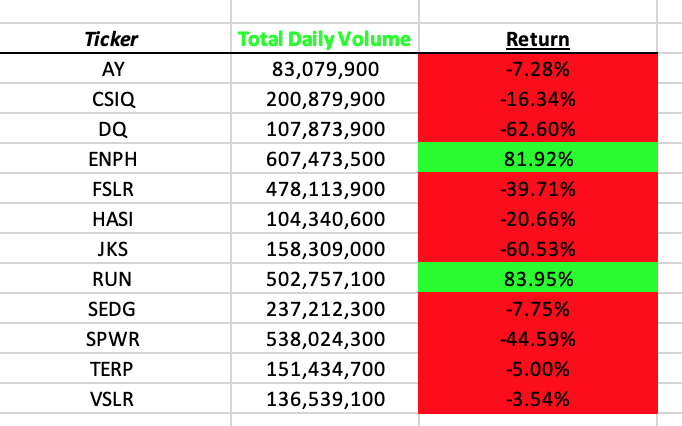 Ticker Total Daily Volume Return
AY 83,079,900 -7.28%
CSIQ 200,879,900 -16.34%
DQ 107,873,900 -62.60%
ENPH 607,473,500 81.92%
FSLR 478,113,900 -39.71%
HASI 104,340,600 -20.66%
JKS 158,309,000 -60.53%
RUN 502,757,100 83.95%
SEDG 237,212,300 -7.75%
SPWR 538,024,300 -44.59%
TERP 151,434,700 -5.00%
VSLR 136,539,100 -3.54%